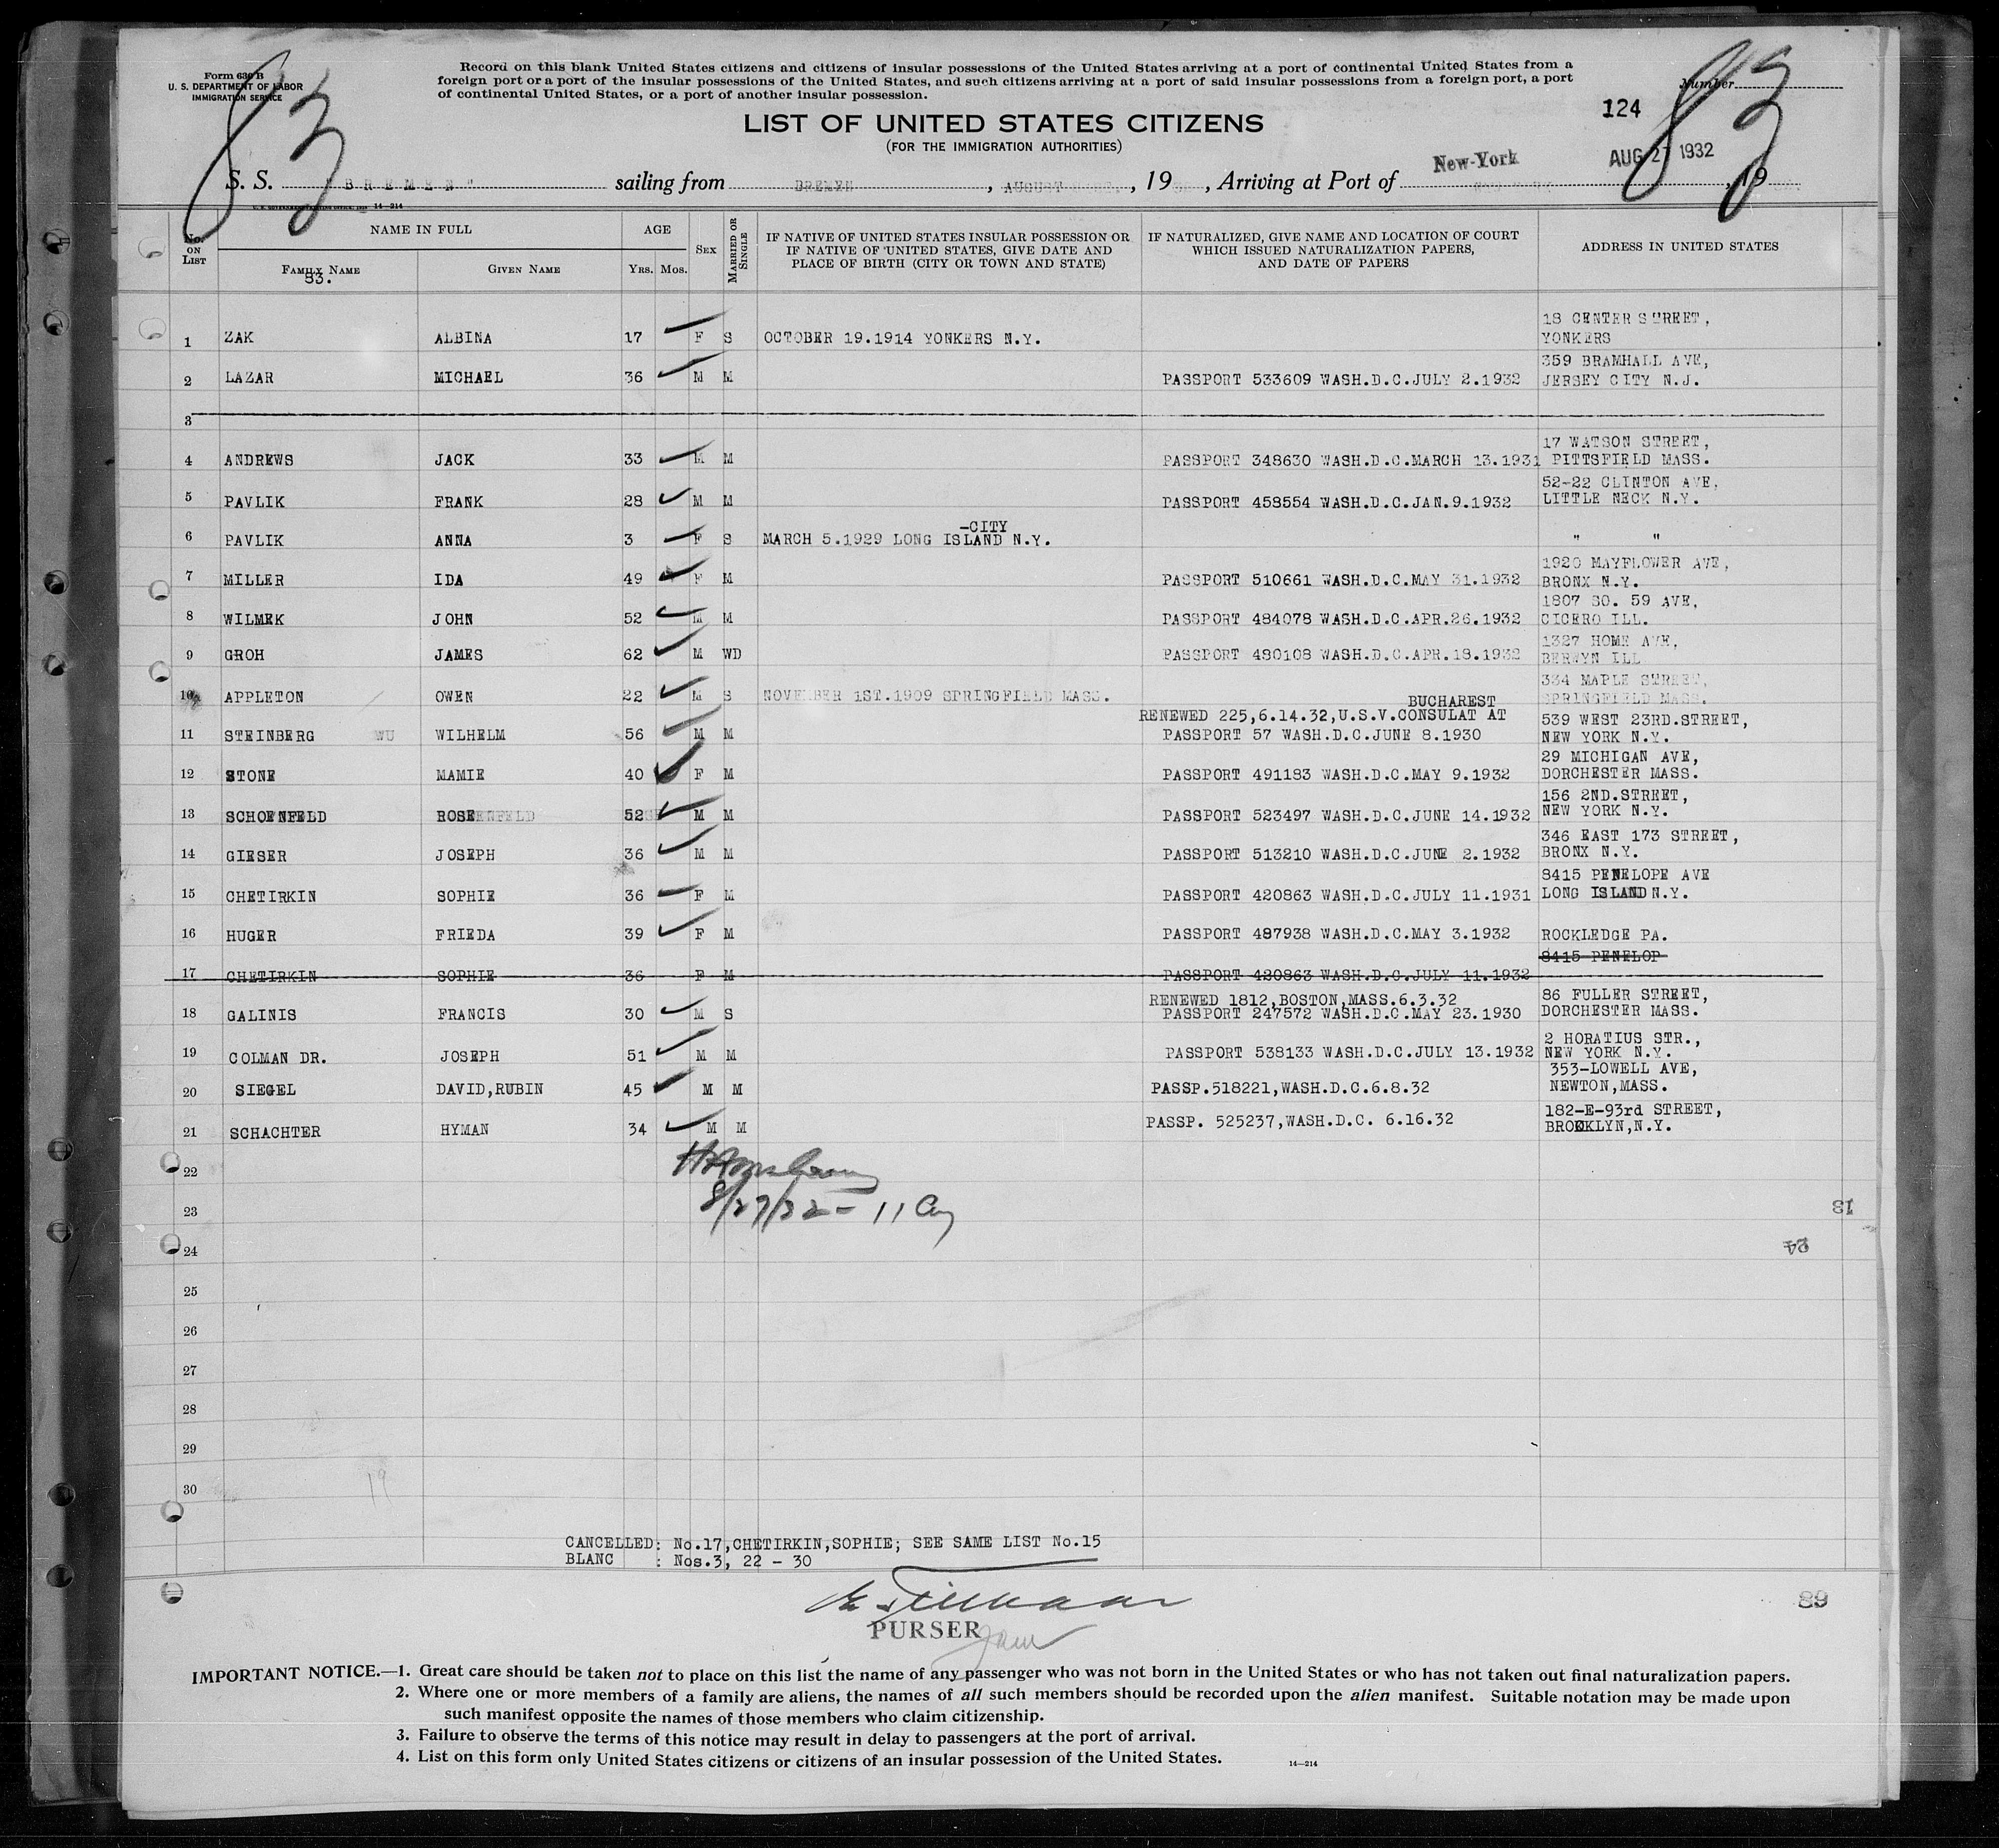 Form 630 B
U. S. DEPARTMENT OF LABOR
IMMIGRATION SERVICE
83
Record on this blank United States citizens and citizens of insular possessions of the United States arriving at a port of continental United States from a
foreign port or a port of the insular possessions of the United States, and such citizens arriving at a port of said insular possessions from a foreign port, a port
of continental United States, or a port of another insular possession.
Number
83
124
LIST OF UNITED STATES CITIZENS
(FOR THE IMMIGRATION AUTHORITIES)
New-York
AUG 27 1932
S. S. "BREMEN" sailing from BREMEN, AUGUST, 19, Arriving at Port of NEW YORK, 19
14-214
No. ON LIST
NAME IN FULL
FAMILY NAME
GIVEN NAME
83.
AGE
YRS. MOS.
SEX
MARRIED OR SINGLE
IF NATIVE OF UNITED STATES INSULAR POSSESSION OR
IF NATIVE OF UNITED STATES, GIVE DATE AND
PLACE OF BIRTH (CITY OR TOWN AND STATE)
IF NATURALIZED, GIVE NAME AND LOCATION OF COURT
WHICH ISSUED NATURALIZATION PAPERS,
AND DATE OF PAPERS
ADDRESS IN UNITED STATES
18 CENTER STREET,
1 ZAK ALBINA 17 F S OCTOBER 19.1914 YONKERS N.Y. YONKERS
359 BRAMHALL AVE,
2 LAZAR MICHAEL 36 M M PASSPORT 533609 WASH.D.C.JULY 2.1932 JERSEY CITY N.J.
3
17 WATSON STREET,
4 ANDREWS JACK 33 M M PASSPORT 348630 WASH.D.C.MARCH 13.1931 PITTSFIELD MASS.
52-22 CLINTON AVE,
5 PAVLIK FRANK 28 M M PASSPORT 458554 WASH.D.C.JAN.9.1932 LITTLE NECK N.Y.
-CITY
6 PAVLIK ANNA 3 F S MARCH 5.1929 LONG ISLAND N.Y. " "
1920 MAYFLOWER AVE,
7 MILLER IDA 49 F M PASSPORT 510661 WASH.D.C.MAY 31.1932 BRONX N.Y.
1807 SO. 59 AVE,
8 WILMEK JOHN 52 M M PASSPORT 484078 WASH.D.C.APR.26.1932 CICERO ILL.
1327 HOME AVE,
9 GROH JAMES 62 M WD PASSPORT 480108 WASH.D.C.APR.18.1932 BERWYN ILL
334 MAPLE STREET,
10 APPLETON OWEN 22 M S NOVEMBER 1ST.1909 SPRINGFIELD MASS. SPRINGFIELD MASS.
BUCHAREST
RENEWED 225,6.14.32,U.S.V.CONSULAT AT 539 WEST 23RD.STREET,
11 STEINBERG WU WILHELM 56 M M PASSPORT 57 WASH.D.C.JUNE 8.1930 NEW YORK N.Y.
29 MICHIGAN AVE,
12 STONE MAMIE 40 F M PASSPORT 491183 WASH.D.C.MAY 9.1932 DORCHESTER MASS.
156 2ND.STREET,
13 SCHOENFELD ROSE 52 M M PASSPORT 523497 WASH.D.C.JUNE 14.1932 NEW YORK N.Y.
346 EAST 173 STREET,
14 GIESER JOSEPH 36 M M PASSPORT 513210 WASH.D.C.JUNE 2.1932 BRONX N.Y.
8415 PENELOPE AVE
15 CHETIRKIN SOPHIE 36 F M PASSPORT 420863 WASH.D.C.JULY 11.1931 LONG ISLAND N.Y.
16 HUGER FRIEDA 39 F M PASSPORT 487938 WASH.D.C.MAY 3.1932 ROCKLEDGE PA.
8415 PENELOP
17 CHETIRKIN SOPHIE 36 F M PASSPORT 420863 WASH.D.C.JULY 11.1932
RENEWED 1812,BOSTON,MASS.6.3.32 86 FULLER STREET,
18 GALINIS FRANCIS 30 M S PASSPORT 247572 WASH.D.C.MAY 23.1930 DORCHESTER MASS.
2 HORATIUS STR.,
19 COLMAN DR. JOSEPH 51 M M PASSPORT 538133 WASH.D.C.JULY 13.1932 NEW YORK N.Y.
353-LOWELL AVE,
20 SIEGEL DAVID,RUBIN 45 M M PASSP.518221,WASH.D.C.6.8.32 NEWTON,MASS.
182-E-93rd STREET,
21 SCHACHTER HYMAN 34 M M PASSP. 525237,WASH.D.C. 6.16.32 BROOKLYN,N.Y.
22
8/27/32 - 11
23
13
24
24
25
26
27
28
29
30
19
CANCELLED: No.17,CHETIRKIN,SOPHIE; SEE SAME LIST No.15
BLANC : Nos.3, 22 - 30
89
PURSER
IMPORTANT NOTICE.—1. Great care should be taken not to place on this list the name of any passenger who was not born in the United States or who has not taken out final naturalization papers.
2. Where one or more members of a family are aliens, the names of all such members should be recorded upon the alien manifest. Suitable notation may be made upon
such manifest opposite the names of those members who claim citizenship.
3. Failure to observe the terms of this notice may result in delay to passengers at the port of arrival.
4. List on this form only United States citizens or citizens of an insular possession of the United States.
14-214